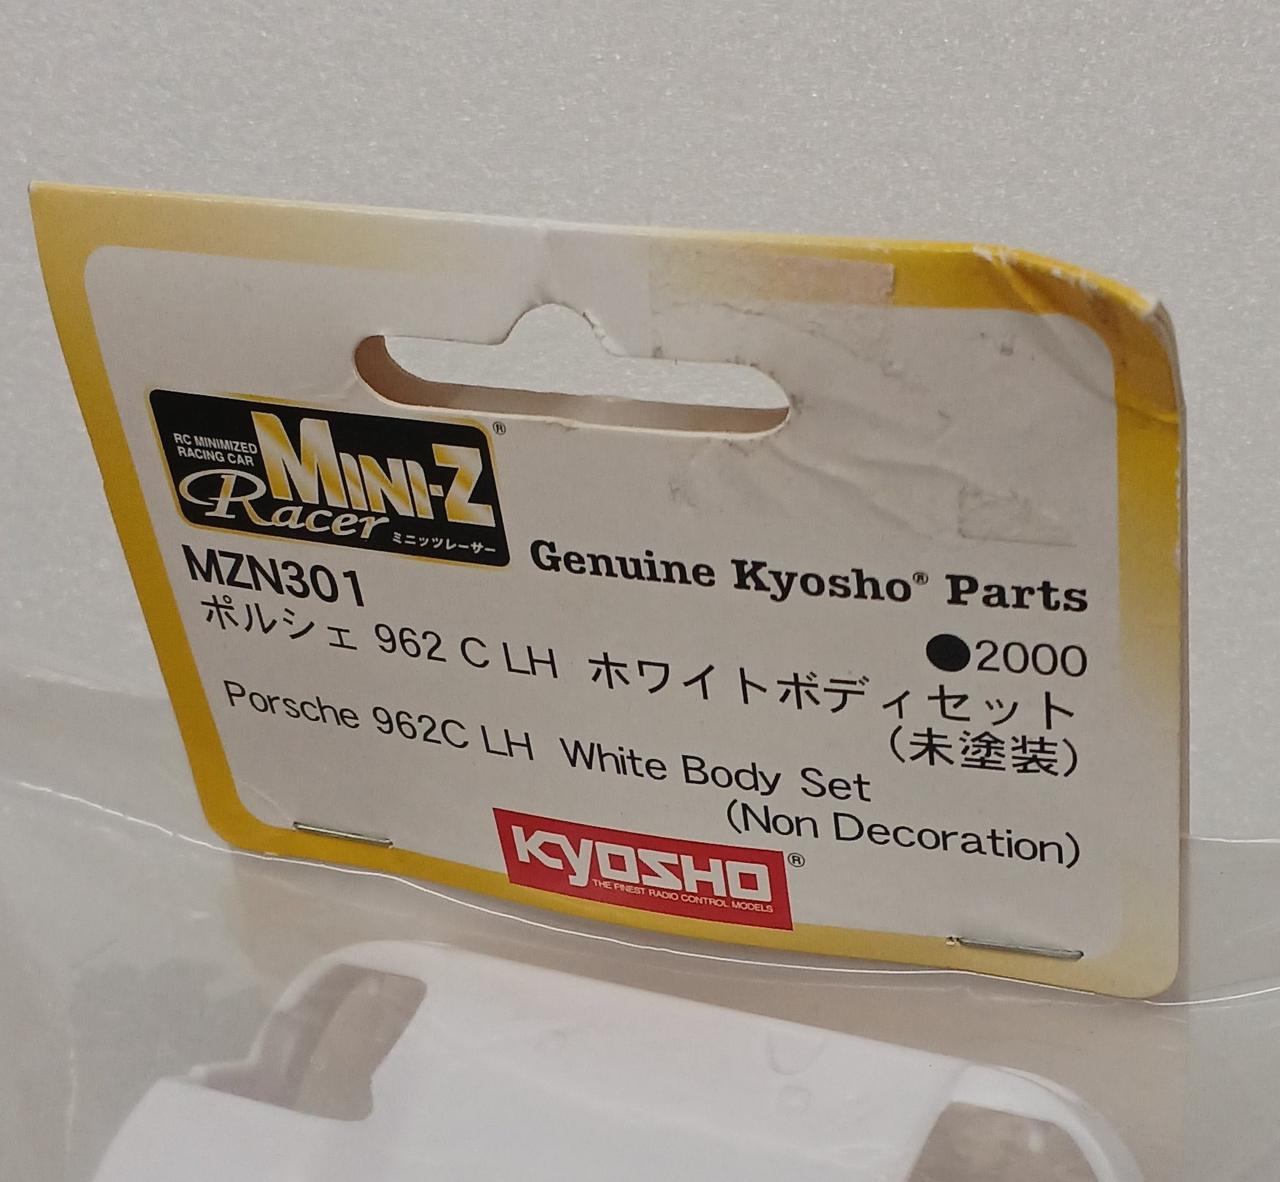 RC MINIMIZED
RACING CAR
MINI-Z®
Racer
ミニッツレーサー
Genuine Kyosho® Parts
MZN301
●2000
ポルシェ 962 C LH ホワイトボディセット
(未塗装)
Porsche 962C LH White Body Set
(Non Decoration)
KYOSHO®
THE FINEST RADIO CONTROL MODELS